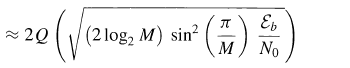 ≈ 2Q ( √( (2 log₂ M) sin² (π/M) ℰ_b/N₀ ) )